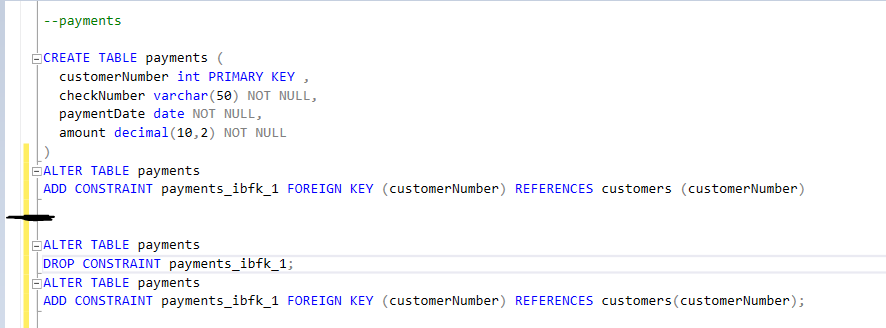 --payments
CREATE TABLE payments (
customerNumber int PRIMARY KEY ,
checkNumber varchar(50) NOT NULL,
paymentDate date NOT NULL,
amount decimal(10,2) NOT NULL
)
ALTER TABLE payments
ADD CONSTRAINT payments_ibfk_1 FOREIGN KEY (customerNumber) REFERENCES customers (customerNumber)
ALTER TABLE payments
DROP CONSTRAINT payments_ibfk_1;
ALTER TABLE payments
ADD CONSTRAINT payments_ibfk_1 FOREIGN KEY (customerNumber) REFERENCES customers(customerNumber);